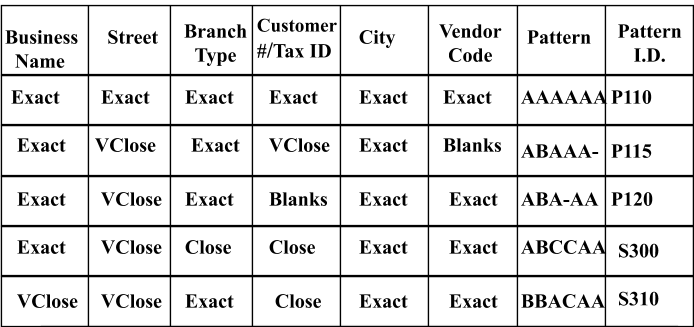 Business Name Street Branch Type Customer #/Tax ID City Vendor Code Pattern Pattern I.D.
Exact Exact Exact Exact Exact Exact AAAAAA P110
Exact VClose Exact VClose Exact Blanks ABAAA- P115
Exact VClose Exact Blanks Exact Exact ABA-AA P120
Exact VClose Close Close Exact Exact ABCCAA S300
VClose VClose Exact Close Exact Exact BBACAA S310